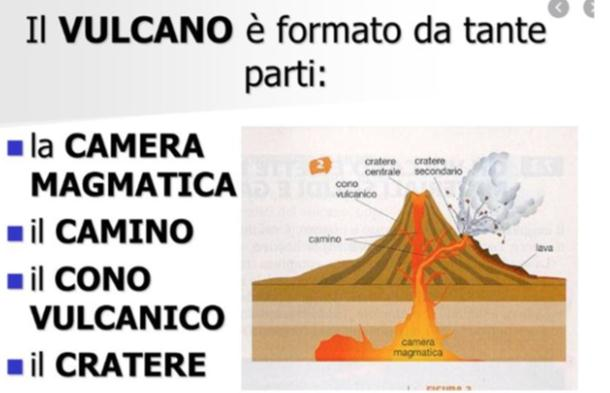 Il VULCANO è formato da tante
parti:
la CAMERA
MAGMATICA
il CAMINO
il CONO
VULCANICO
il CRATERE
2
cratere
centrale
cratere
secondario
cono
vulcanico
camino
lava
camera
magmatica